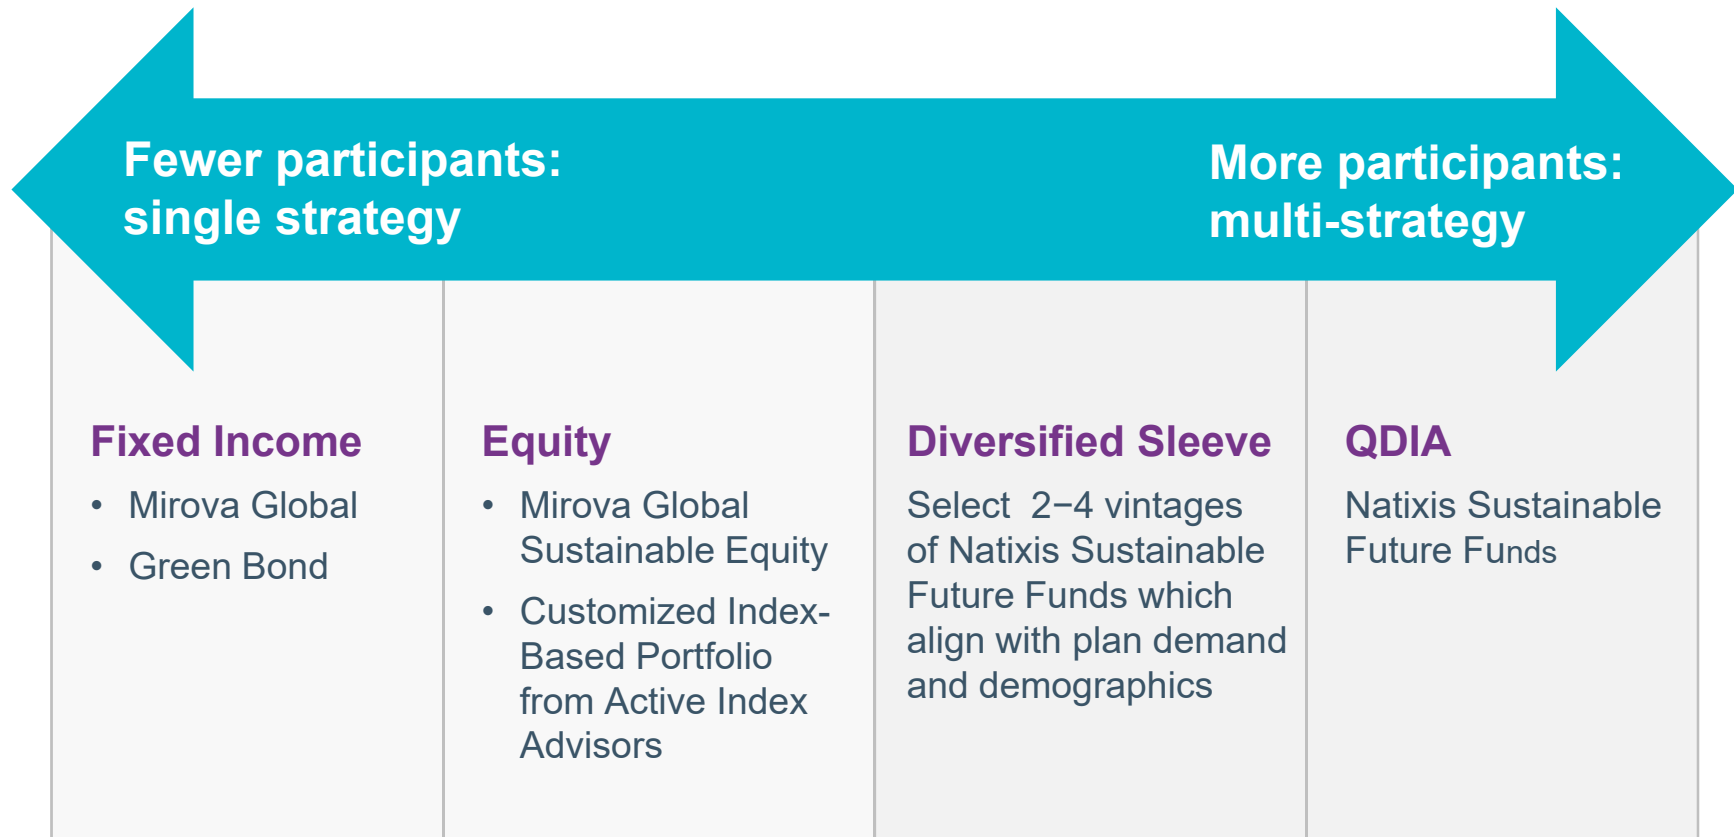 Fewer participants:
single strategy
More participants:
multi-strategy
Fixed Income
• Mirova Global
• Green Bond
Equity
• Mirova Global
Sustainable Equity
• Customized Index-
Based Portfolio
from Active Index
Advisors
Diversified Sleeve
Select 2–4 vintages
of Natixis Sustainable
Future Funds which
align with plan demand
and demographics
QDIA
Natixis Sustainable
Future Funds